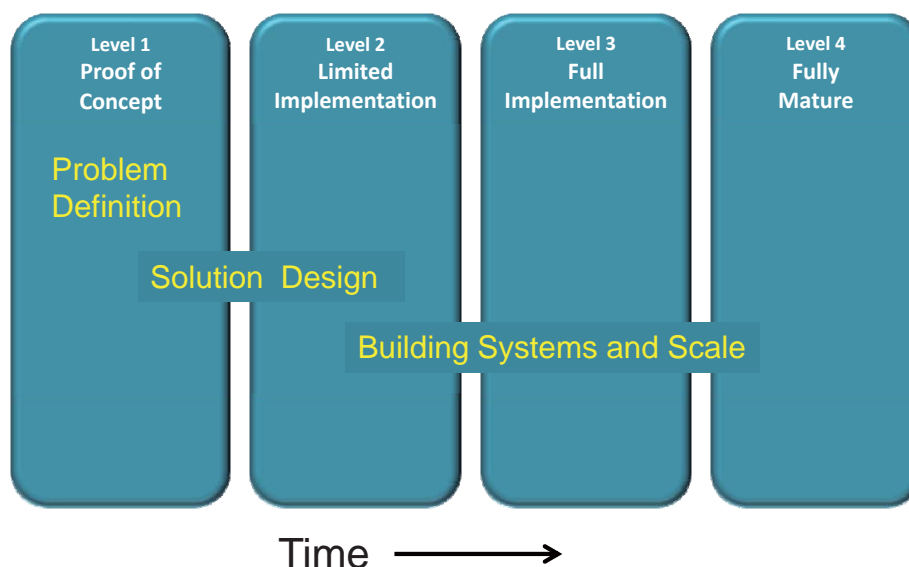 Level 1
Proof of
Concept
Level 2
Limited
Implementation
Level 3
Full
Implementation
Level 4
Fully
Mature
Problem
Definition
Solution Design
Building Systems and Scale
Time